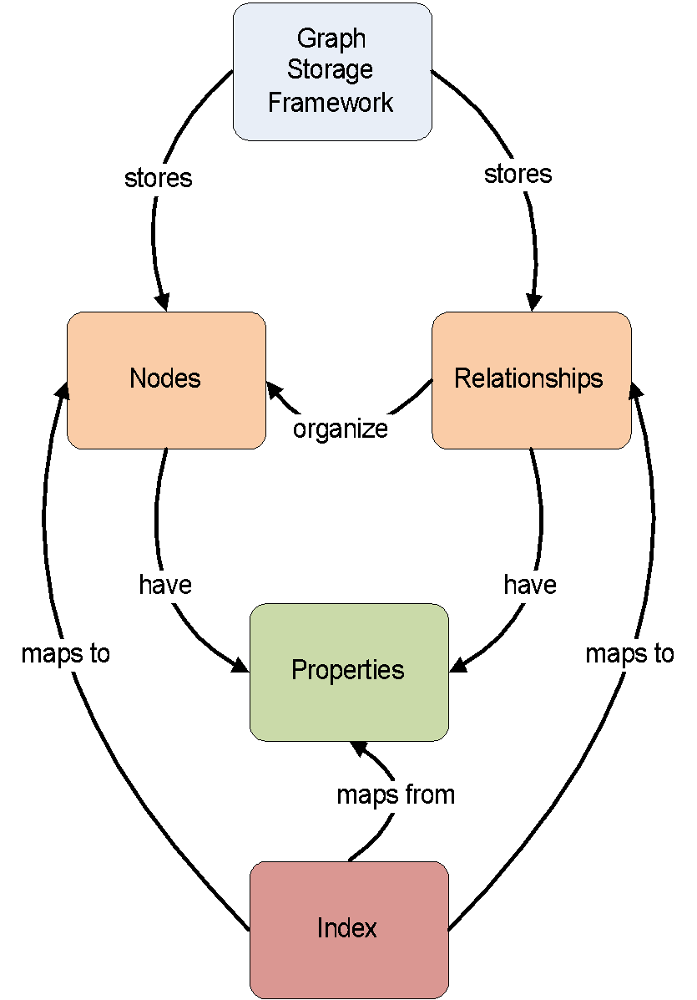 Graph
Storage
Framework
stores
stores
Nodes
Relationships
organize
have
have
Properties
maps to
maps to
maps from
Index